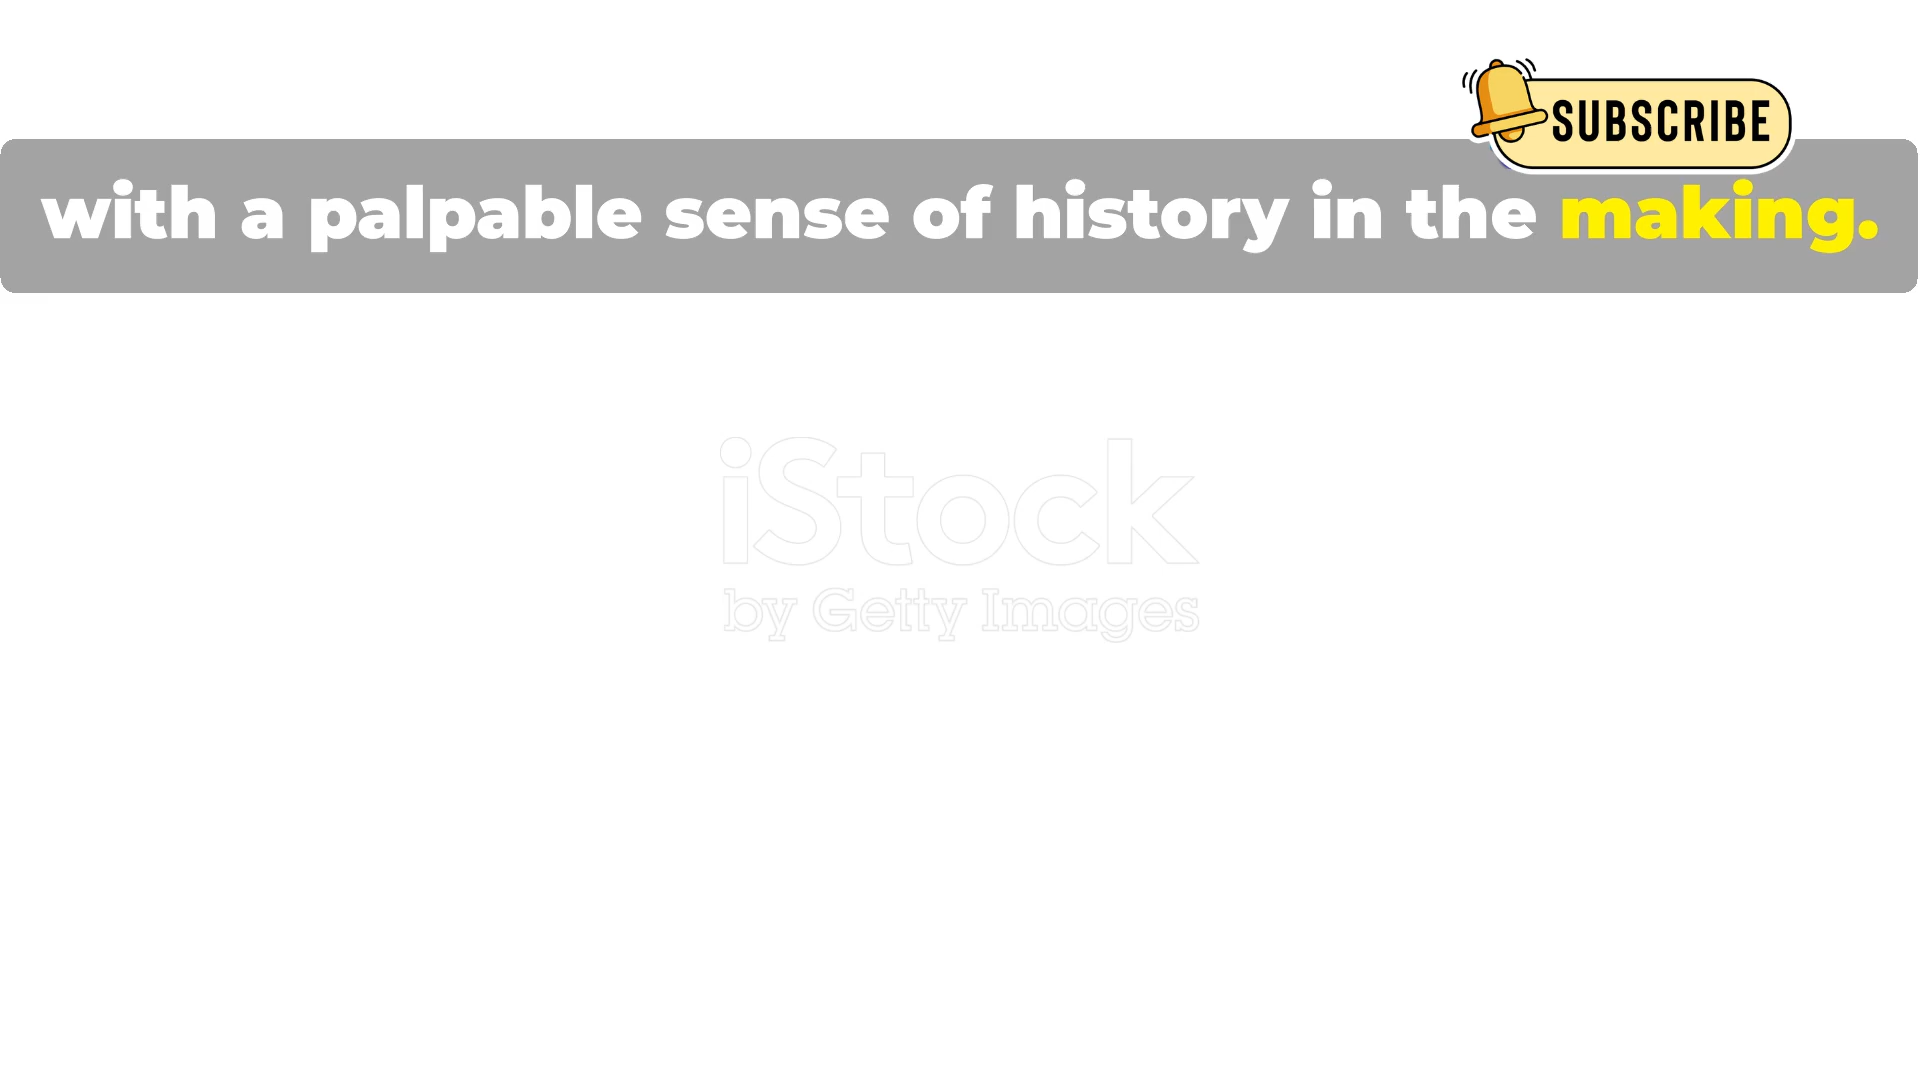 SUBSCRIBE
with a palpable sense of history in the making.
iStock
by Getty Images